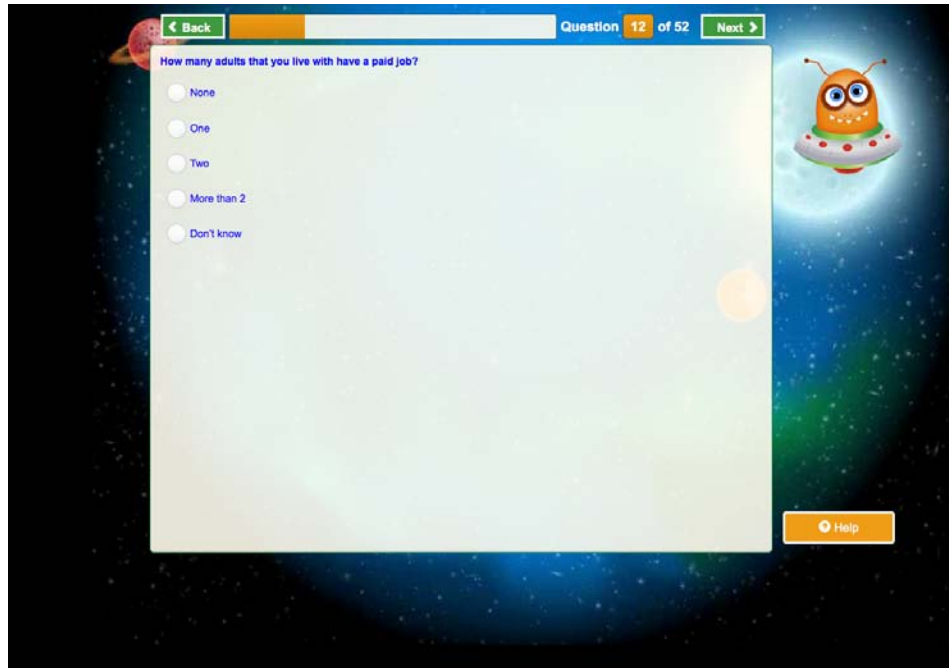 Back Question 12 of 52 Next
How many adults that you live with have a paid job?
None
One
Two
More than 2
Don't know
Help